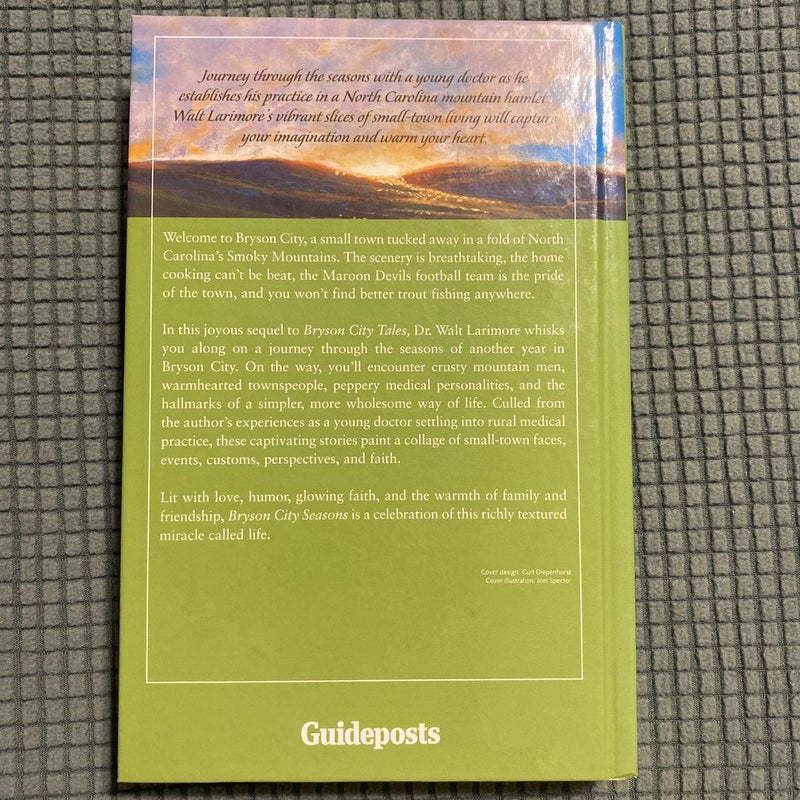 Journey through the seasons with a young doctor as he
establishes his practice in a North Carolina mountain hamlet.
Walt Larimore's vibrant slices of small-town living will capture
your imagination and warm your heart.
Welcome to Bryson City, a small town tucked away in a fold of North
Carolina's Smoky Mountains. The scenery is breathtaking, the home
cooking can't be beat, the Maroon Devils football team is the pride
of the town, and you won't find better trout fishing anywhere.
In this joyous sequel to Bryson City Tales, Dr. Walt Larimore whisks
you along on a journey through the seasons of another year in
Bryson City. On the way, you'll encounter crusty mountain men,
warmhearted townspeople, peppery medical personalities, and the
hallmarks of a simpler, more wholesome way of life. Culled from
the author's experiences as a young doctor settling into rural medical
practice, these captivating stories paint a collage of small-town faces,
events, customs, perspectives, and faith.
Lit with love, humor, glowing faith, and the warmth of family and
friendship, Bryson City Seasons is a celebration of this richly textured
miracle called life.
Cover design: Curt Diepenhorst
Cover illustration: Joel Spector
Guideposts